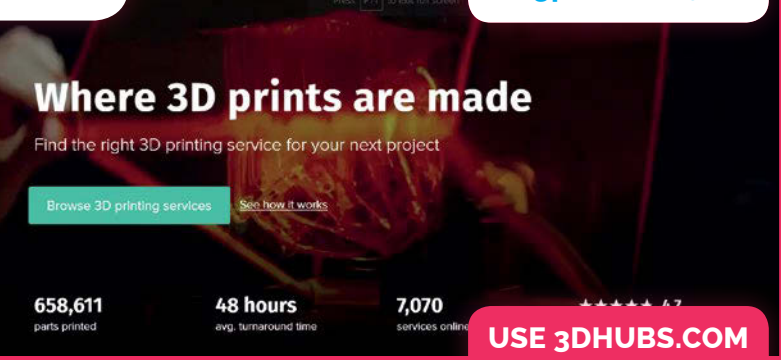 Where 3D prints are made
Find the right 3D printing service for your next project
Browse 3D printing services
See how it works
658,611
48 hours
7,070
parts printed
avg. turnaround time
services online
USE 3DHUBS.COM